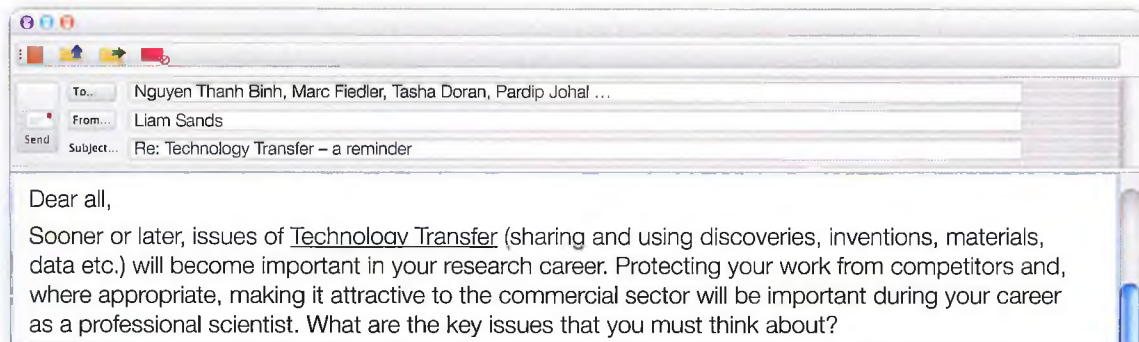 To..
Nguyen Thanh Binh, Marc Fiedler, Tasha Doran, Pardip Johal ...
From...
Liam Sands
Send
Subject...
Re: Technology Transfer – a reminder
Dear all,
Sooner or later, issues of Technology Transfer (sharing and using discoveries, inventions, materials,
data etc.) will become important in your research career. Protecting your work from competitors and,
where appropriate, making it attractive to the commercial sector will be important during your career
as a professional scientist. What are the key issues that you must think about?